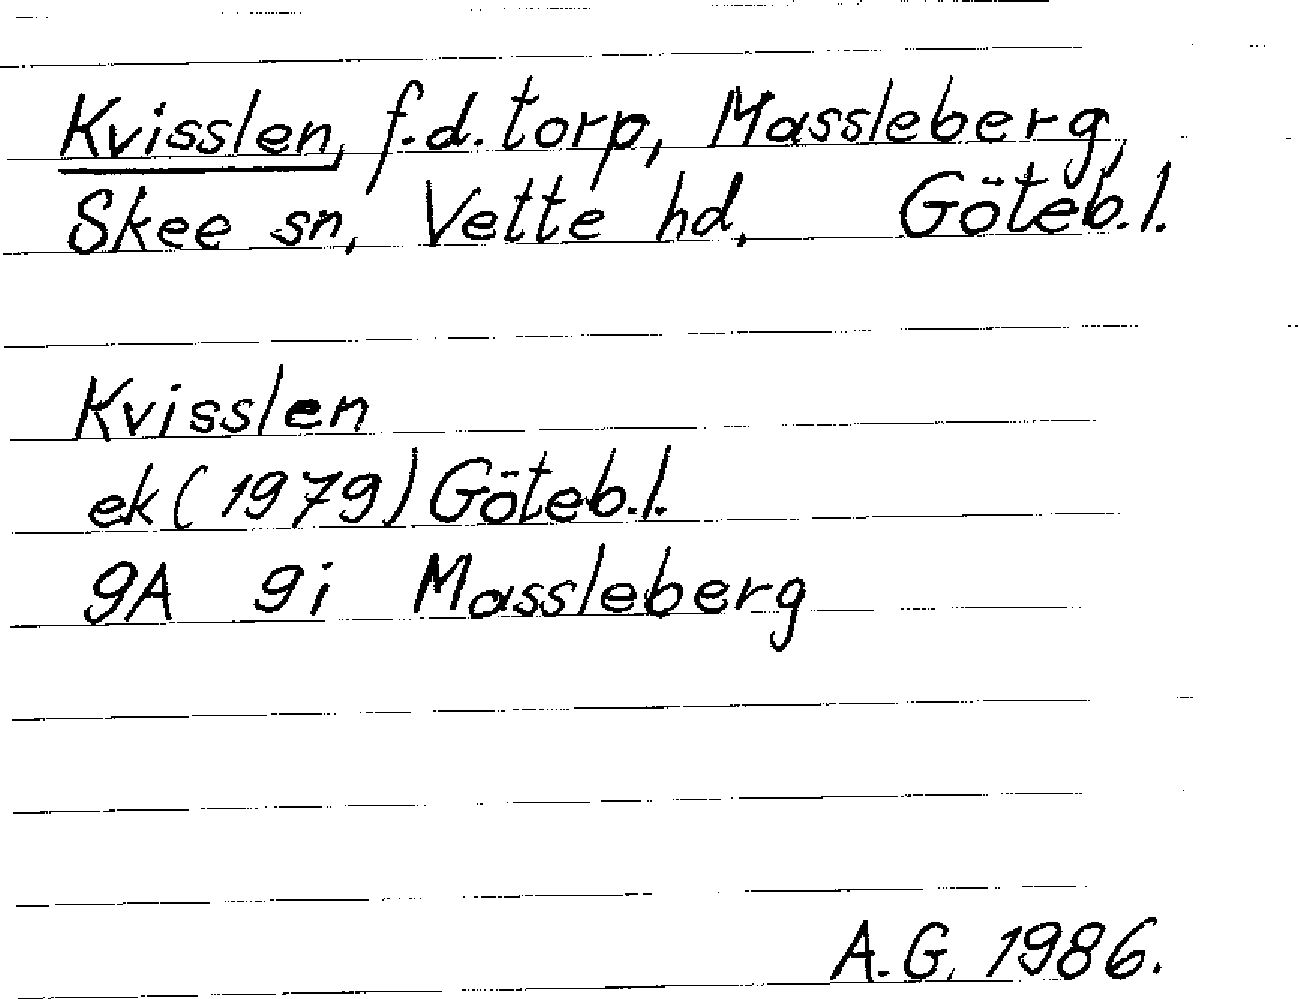 Kvisslen, f.d. torp, Massleberg,
Skee sn, Vette hd, Göteb.l.
Kvisslen
ek (1979) Göteb.l.
9A 9i Massleberg
A.G. 1986.